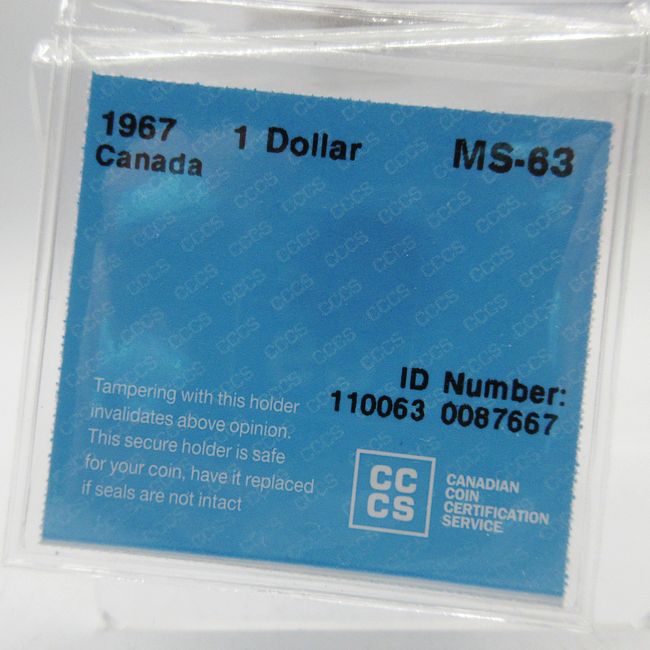 1967 1 Dollar MS-63
Canada
ID Number:
110063 0087667
Tampering with this holder
invalidates above opinion.
This secure holder is safe
for your coin, have it replaced
if seals are not intact
CC
CS
CANADIAN
COIN
CERTIFICATION
SERVICE